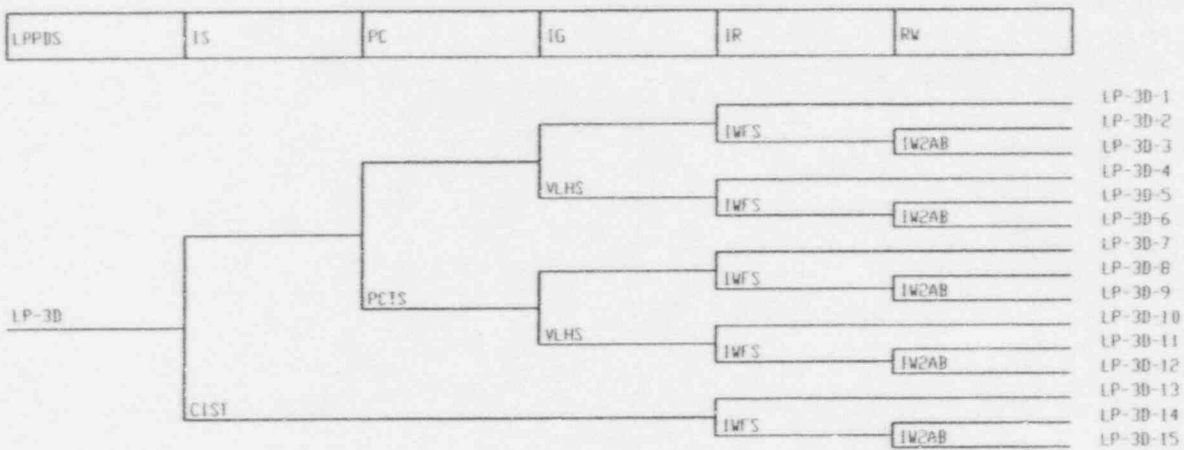 LPPDS IS PC IG IR RW
LP-3D-1
LP-3D-2
IWFS
IW2AB
LP-3D-3
LP-3D-4
VLHS
LP-3D-5
IWFS
IW2AB
LP-3D-6
LP-3D-7
LP-3D-8
IWFS
IW2AB
LP-3D-9
PCTS
LP-3D
LP-3D-10
VLHS
LP-3D-11
IWFS
IW2AB
LP-3D-12
LP-3D-13
CIST
LP-3D-14
IWFS
IW2AB
LP-3D-15